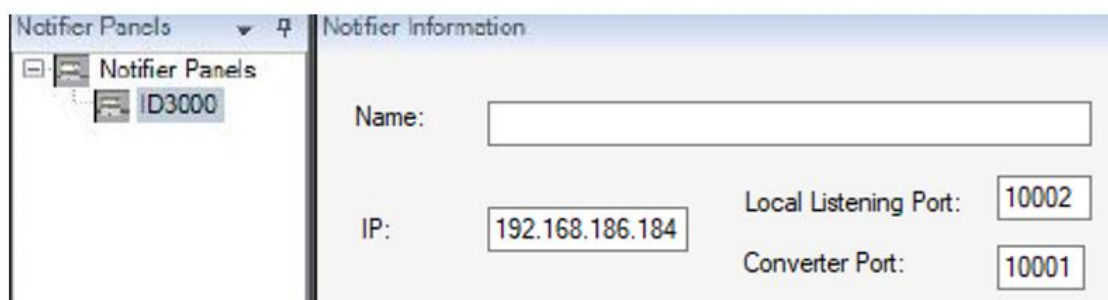 Notifier Panels
Notifier Panels
ID3000
Notifier Information
Name:
IP:
192.168.186.184
Local Listening Port:
10002
Converter Port:
10001